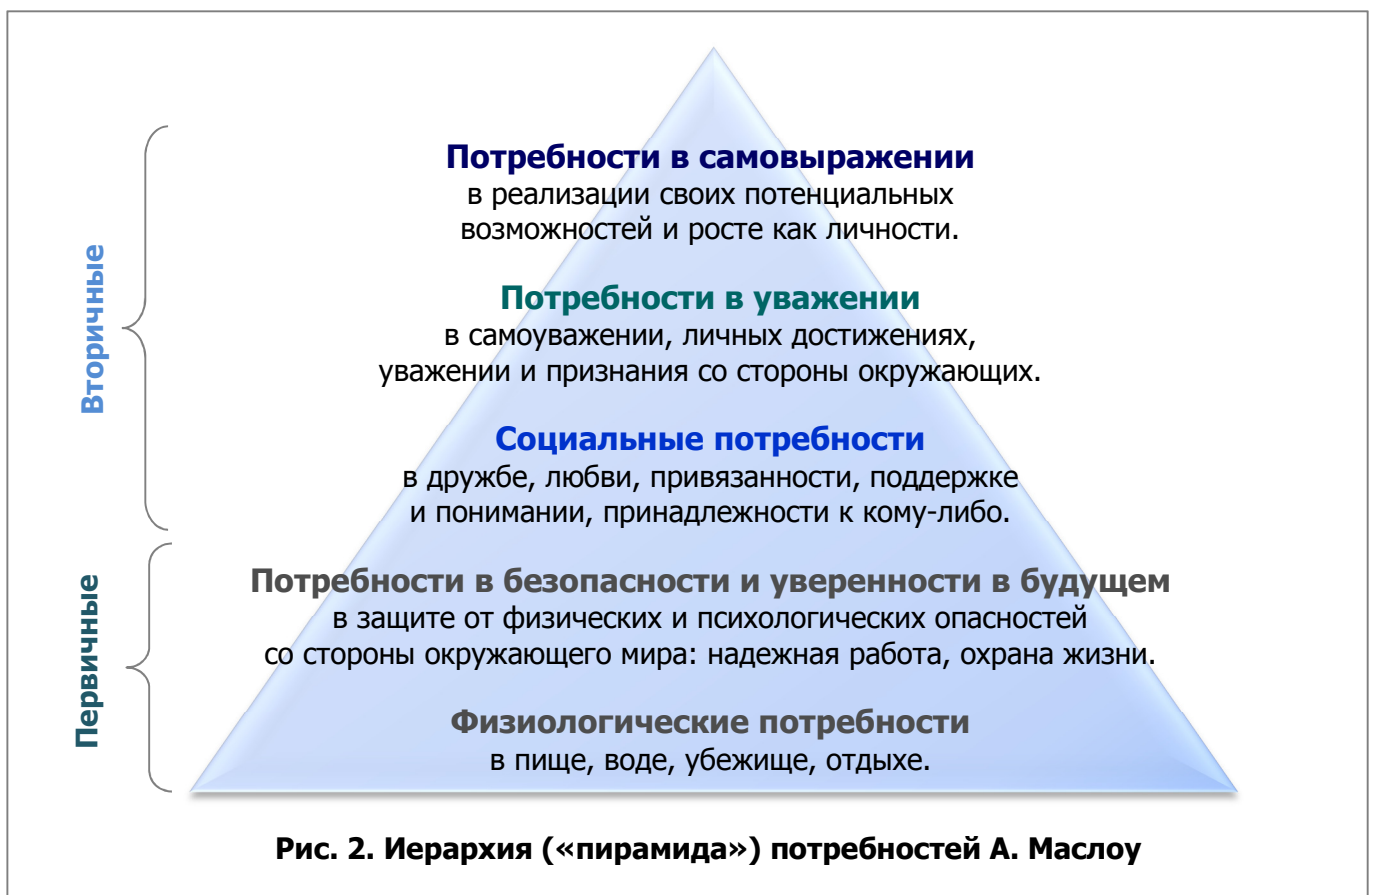 Вторичные
Потребности в самовыражении
в реализации своих потенциальных
возможностей и росте как личности.
Потребности в уважении
в самоуважении, личных достижениях,
уважении и признания со стороны окружающих.
Социальные потребности
в дружбе, любви, привязанности, поддержке
и понимании, принадлежности к кому-либо.
Первичные
Потребности в безопасности и уверенности в будущем
в защите от физических и психологических опасностей
со стороны окружающего мира: надежная работа, охрана жизни.
Физиологические потребности
в пище, воде, убежище, отдыхе.
Рис. 2. Иерархия («пирамида») потребностей А. Маслоу